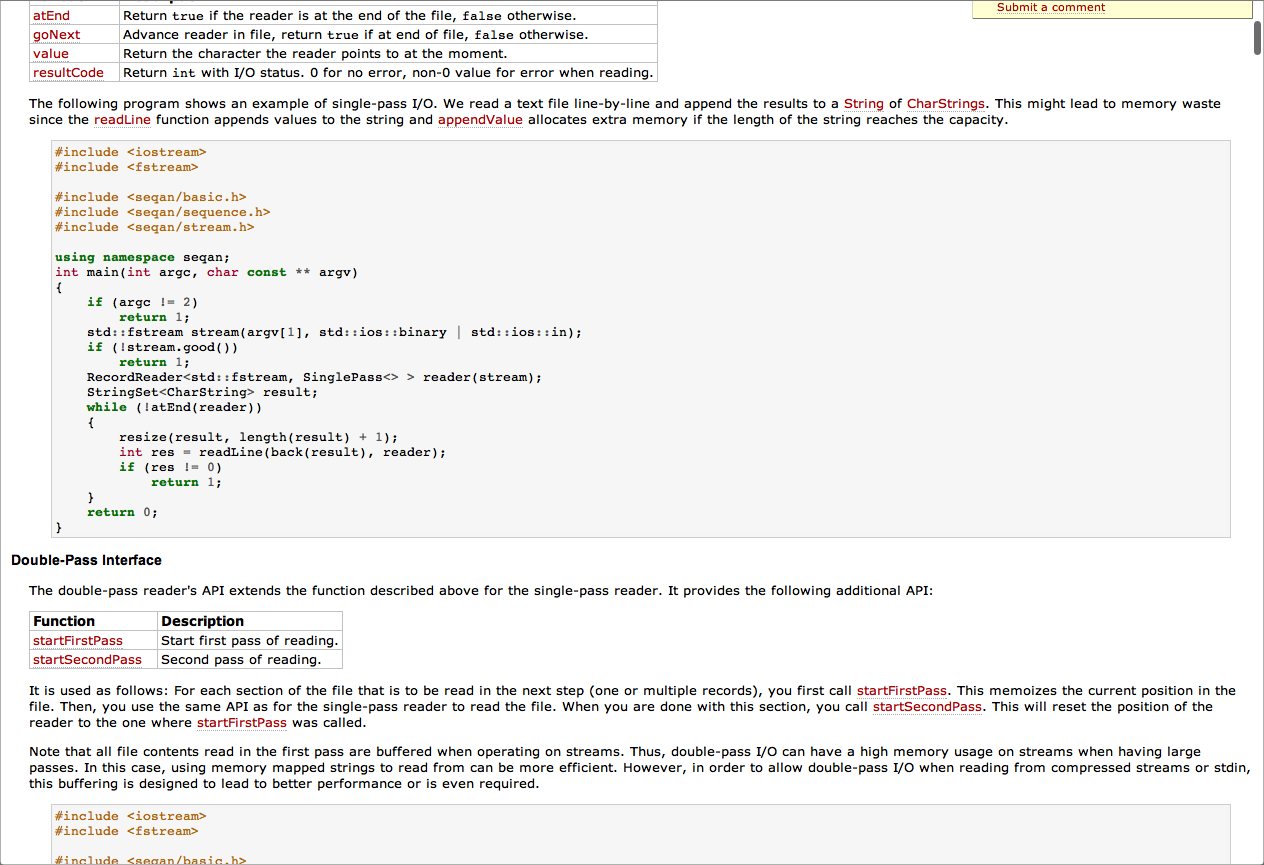 Submit a comment
atEnd Return true if the reader is at the end of the file, false otherwise.
goNext Advance reader in file, return true if at end of file, false otherwise.
value Return the character the reader points to at the moment.
resultCode Return int with I/O status. 0 for no error, non-0 value for error when reading.
The following program shows an example of single-pass I/O. We read a text file line-by-line and append the results to a String of CharStrings. This might lead to memory waste
since the readLine function appends values to the string and appendValue allocates extra memory if the length of the string reaches the capacity.
#include <iostream>
#include <fstream>
#include <seqan/basic.h>
#include <seqan/sequence.h>
#include <seqan/stream.h>
using namespace seqan;
int main(int argc, char const ** argv)
{
    if (argc != 2)
        return 1;
    std::fstream stream(argv[1], std::ios::binary | std::ios::in);
    if (!stream.good())
        return 1;
    RecordReader<std::fstream, SinglePass<> > reader(stream);
    StringSet<CharString> result;
    while (!atEnd(reader))
    {
        resize(result, length(result) + 1);
        int res = readLine(back(result), reader);
        if (res != 0)
            return 1;
    }
    return 0;
}
Double-Pass Interface
The double-pass reader's API extends the function described above for the single-pass reader. It provides the following additional API:
Function Description
startFirstPass Start first pass of reading.
startSecondPass Second pass of reading.
It is used as follows: For each section of the file that is to be read in the next step (one or multiple records), you first call startFirstPass. This memoizes the current position in the
file. Then, you use the same API as for the single-pass reader to read the file. When you are done with this section, you call startSecondPass. This will reset the position of the
reader to the one where startFirstPass was called.
Note that all file contents read in the first pass are buffered when operating on streams. Thus, double-pass I/O can have a high memory usage on streams when having large
passes. In this case, using memory mapped strings to read from can be more efficient. However, in order to allow double-pass I/O when reading from compressed streams or stdin,
this buffering is designed to lead to better performance or is even required.
#include <iostream>
#include <fstream>
#include <seqan/basic.h>